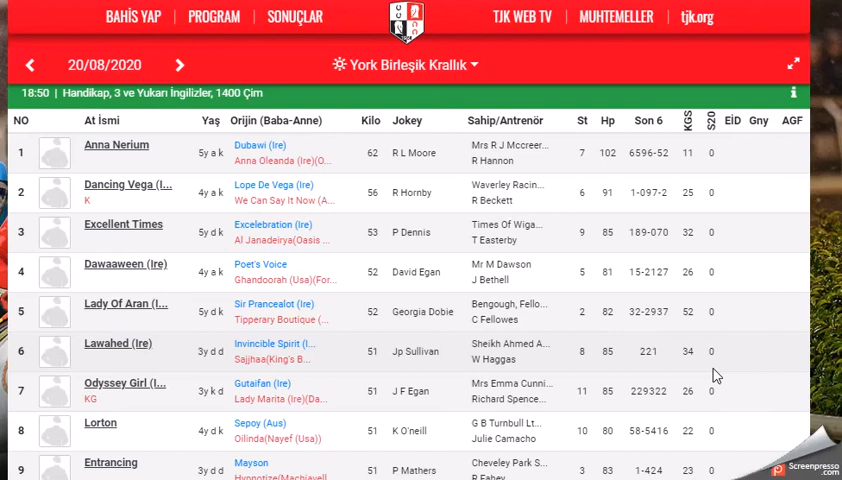 BAHİS YAP PROGRAM SONUÇLAR TJK WEB TV MUHTEMELLER tjk.org
20/08/2020 York Birleşik Krallık
18:50 | Handikap, 3 ve Yukarı İngilizler, 1400 Çim
NO At İsmi Yaş Orijin (Baba-Anne) Kilo Jokey Sahip/Antrenör St Hp Son 6 KGS S20 EİD Gny AGF
1 Anna Nerium 5y a k Dubawi (Ire) 62 R L Moore Mrs R J Mccreer... 7 102 6596-52 11 0
Anna Oleanda (Ire)(O... R Hannon
2 Dancing Vega (I... 4y a k Lope De Vega (Ire) 56 R Hornby Waverley Racin... 6 91 1-097-2 25 0
K We Can Say It Now (A... R Beckett
3 Excellent Times 5y d k Excelebration (Ire) 53 P Dennis Times Of Wiga... 9 85 189-070 32 0
Al Janadeirya(Oasis ... T Easterby
4 Dawaaween (Ire) 4y a k Poet's Voice 52 David Egan Mr M Dawson 5 81 15-2127 26 0
Ghandoorah (Usa)(For... J Bethell
5 Lady Of Aran (I... 5y d k Sir Prancealot (Ire) 52 Georgia Dobie Bengough, Fello... 2 82 32-2937 52 0
Tipperary Boutique (... C Fellowes
6 Lawahed (Ire) 3y d d Invincible Spirit (I... 51 Jp Sullivan Sheikh Ahmed A... 8 85 221 34 0
Sajjhaa(King's B... W Haggas
7 Odyssey Girl (I... 3y k d Gutaifan (Ire) 51 J F Egan Mrs Emma Cunni... 11 85 229322 26 0
KG Lady Marita (Ire)(Da... Richard Spence...
8 Lorton 4y d k Sepoy (Aus) 51 K O'neill G B Turnbull Lt... 10 80 58-5416 22 0
Oilinda(Nayef (Usa)) Julie Camacho
9 Entrancing 3y d d Mayson 51 P Mathers Cheveley Park S... 3 83 1-424 23 0
Hypnotize(Machiavell R Fahey
Screenpresso
.com